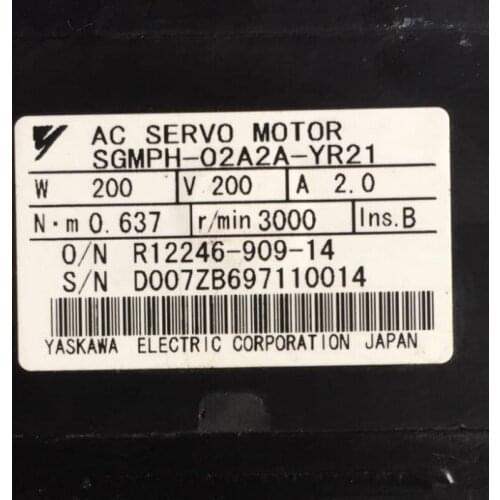 AC SERVO MOTOR
SGMPH-02A2A-YR21
W 200 V 200 A 2.0
N·m 0.637 r/min 3000 Ins.B
O/N R12246-909-14
S/N D007ZB697110014
YASKAWA ELECTRIC CORPORATION JAPAN